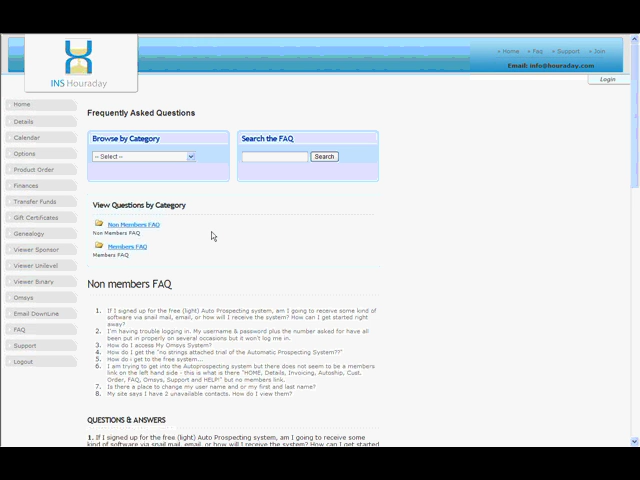 Home Faq Support Join
Email: info@houraday.com
INS Houraday
Login
Home
Details
Calendar
Options
Product Order
Finances
Transfer Funds
Gift Certificates
Genealogy
Viewer Sponsor
Viewer Unilevel
Viewer Binary
Omsys
Email DownLine
FAQ
Support
Logout
Frequently Asked Questions
Browse by Category
-- Select --
Search the FAQ
Search
View Questions by Category
Non Members FAQ
Non Members FAQ
Members FAQ
Members FAQ
Non members FAQ
1. If I signed up for the free (light) Auto Prospecting system, am I going to receive some kind of
software via snail mail, email, or how will I receive the system? How can I get started right
away?
2. I'm having trouble logging in. My username & password plus the number asked for have all
been put in properly on several occasions but it won't log me in.
3. How do I access My Omsys System?
4. How do I get the "no strings attached trial of the Automatic Prospecting System??"
5. How do i get to the free system...
6. I am trying to get into the Autoprospecting system but there does not seem to be a members
link on the left hand side - this is what is there "HOME, Details, Invoicing, Autoship, Cust.
Order, FAQ, Omsys, Support and HELP!" but no members link.
7. Is there a place to change my user name and or my first and last name?
8. My site says I have 2 unavailable contacts. How do I view them?
QUESTIONS & ANSWERS
1. If I signed up for the free (light) Auto Prospecting system, am I going to receive some
kind of software via snail mail, email, or how will I receive the system? How can I get started